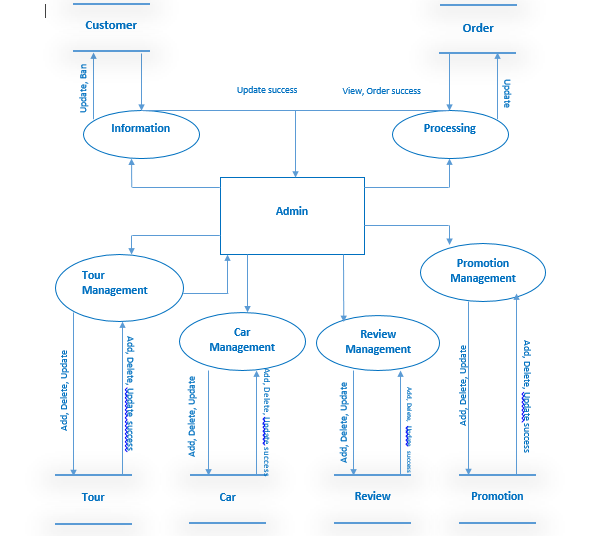 Customer
Order
Update, Ban
Update success
View, Order success
Update
Information
Processing
Admin
Tour
Management
Promotion
Management
Car
Management
Review
Management
Add, Delete, Update
Add, Delete, Update success
Add, Delete, Update
Add, Delete, Update success
Add, Delete, Update
Add, Delete, Update success
Add, Delete, Update
Add, Delete, Update success
Tour
Car
Review
Promotion